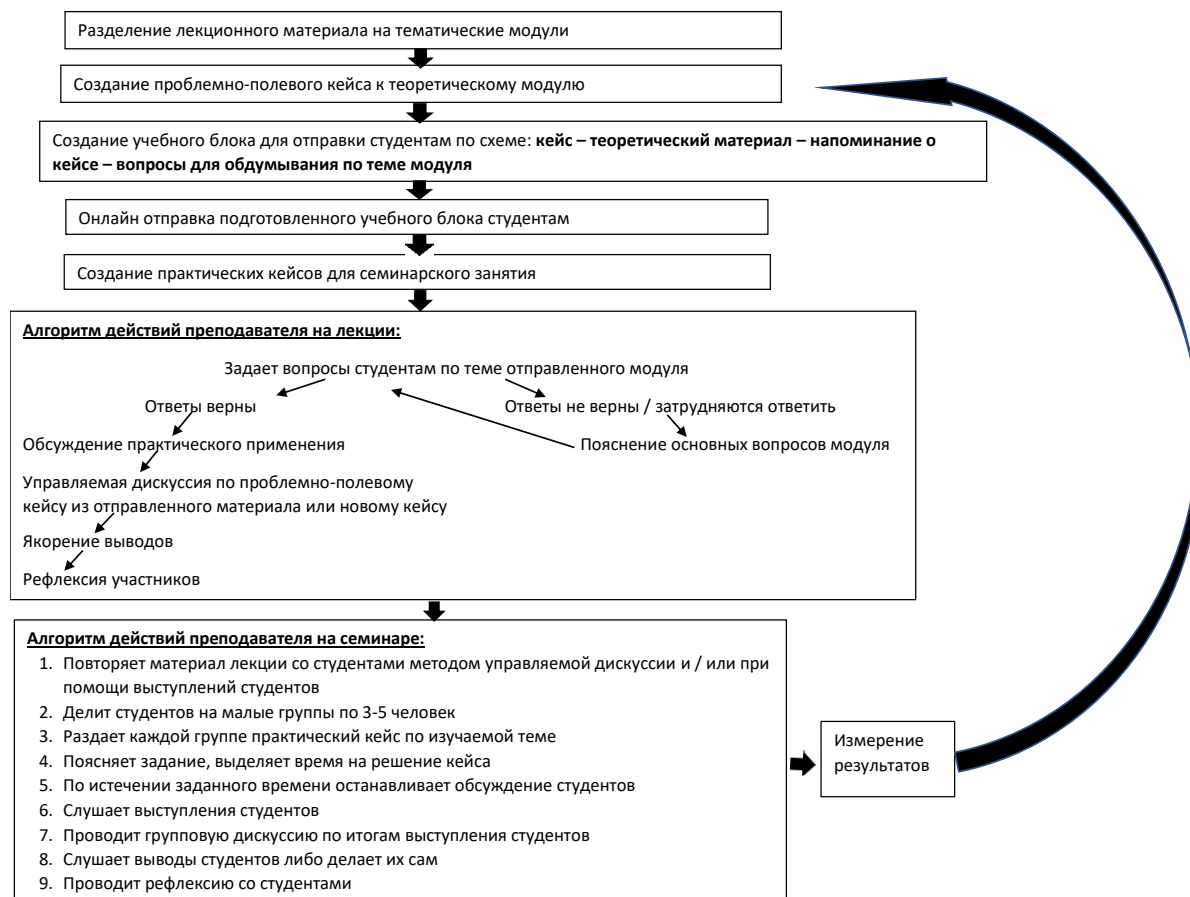 Разделение лекционного материала на тематические модули
Создание проблемно-полевого кейса к теоретическому модулю
Создание учебного блока для отправки студентам по схеме: кейс – теоретический материал – напоминание о
кейсе – вопросы для обдумывания по теме модуля
Онлайн отправка подготовленного учебного блока студентам
Создание практических кейсов для семинарского занятия
Алгоритм действий преподавателя на лекции:
Задает вопросы студентам по теме отправленного модуля
Ответы верны
Ответы не верны / затрудняются ответить
Обсуждение практического применения
Пояснение основных вопросов модуля
Управляемая дискуссия по проблемно-полевому
кейсу из отправленного материала или новому кейсу
Якорение выводов
Рефлексия участников
Алгоритм действий преподавателя на семинаре:
1. Повторяет материал лекции со студентами методом управляемой дискуссии и / или при
помощи выступлений студентов
2. Делит студентов на малые группы по 3-5 человек
3. Раздает каждой группе практический кейс по изучаемой теме
4. Поясняет задание, выделяет время на решение кейса
5. По истечении заданного времени останавливает обсуждение студентов
6. Слушает выступления студентов
7. Проводит групповую дискуссию по итогам выступления студентов
8. Слушает выводы студентов либо делает их сам
9. Проводит рефлексию со студентами
Измерение
результатов